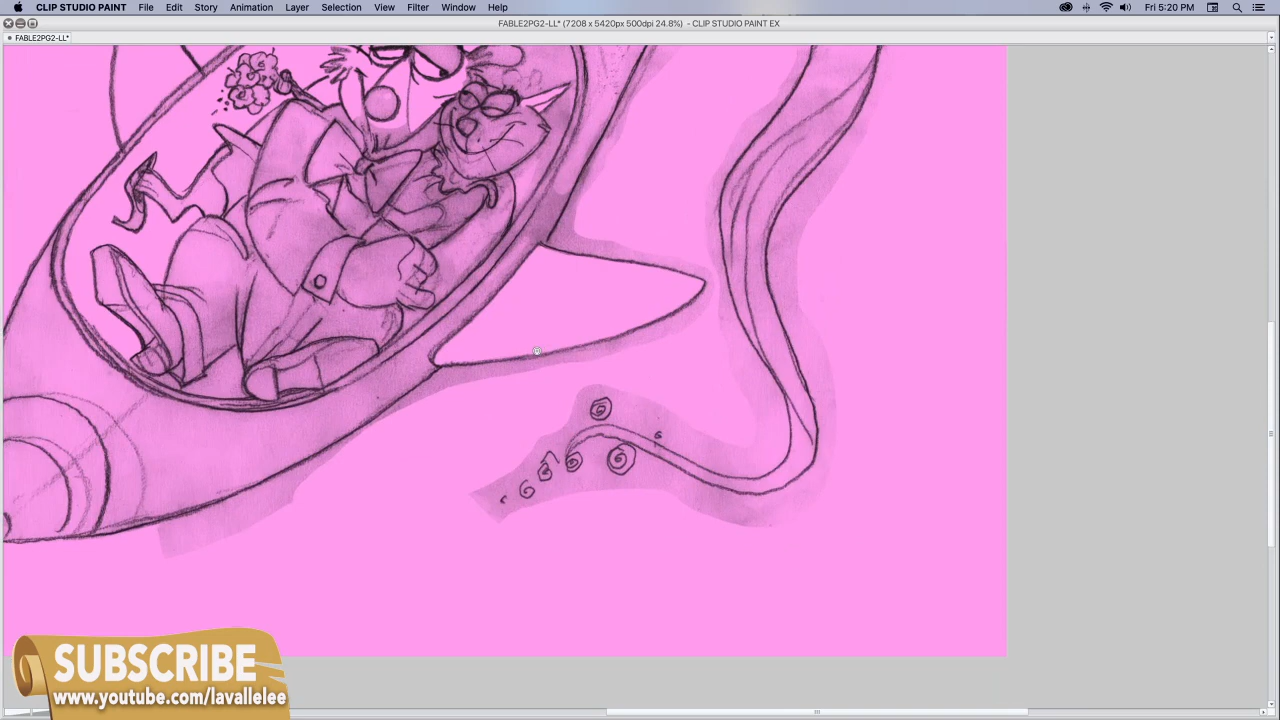 CLIP STUDIO PAINT File Edit Story Animation Layer Selection View Filter Window Help Fri 5:20 PM
FABLE2PG2-LL* (7208 x 5420px 500dpi 24.8%) - CLIP STUDIO PAINT EX
FABLE2PG2-LL*
SUBSCRIBE
www.youtube.com/lavallelee